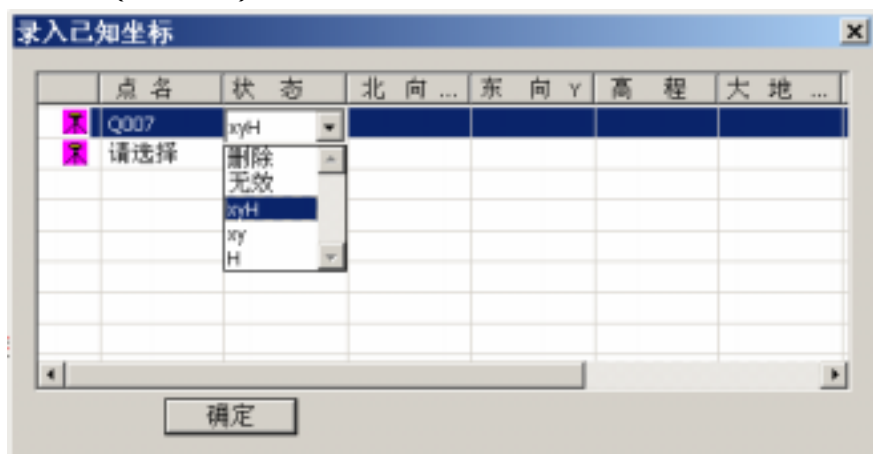 录入已知坐标
点 名 状 态 北 向 ... 东 向 Y 高 程 大 地 ...
Q007 xyH
请选择 删除
无效
xyH
xy
H
确定